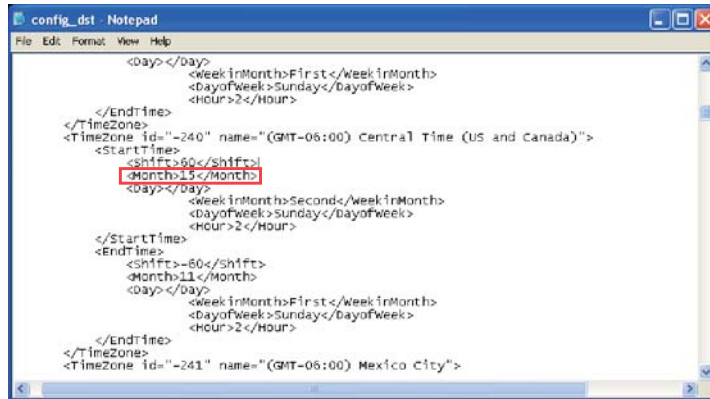 config_dst - Notepad
File Edit Format View Help
<Day></Day>
<WeekinMonth>First</WeekinMonth>
<DayofWeek>Sunday</DayofWeek>
<Hour>2</Hour>
</EndTime>
</TimeZone>
<TimeZone id="-240" name="(GMT-06:00) Central Time (US and Canada)">
<StartTime>
<Shift>60</Shift>
<Month>15</Month>
<Day></Day>
<WeekinMonth>Second</WeekinMonth>
<DayofWeek>Sunday</DayofWeek>
<Hour>2</Hour>
</StartTime>
<EndTime>
<Shift>-60</Shift>
<Month>11</Month>
<Day></Day>
<WeekinMonth>First</WeekinMonth>
<DayofWeek>Sunday</DayofWeek>
<Hour>2</Hour>
</EndTime>
</TimeZone>
<TimeZone id="-241" name="(GMT-06:00) Mexico City">